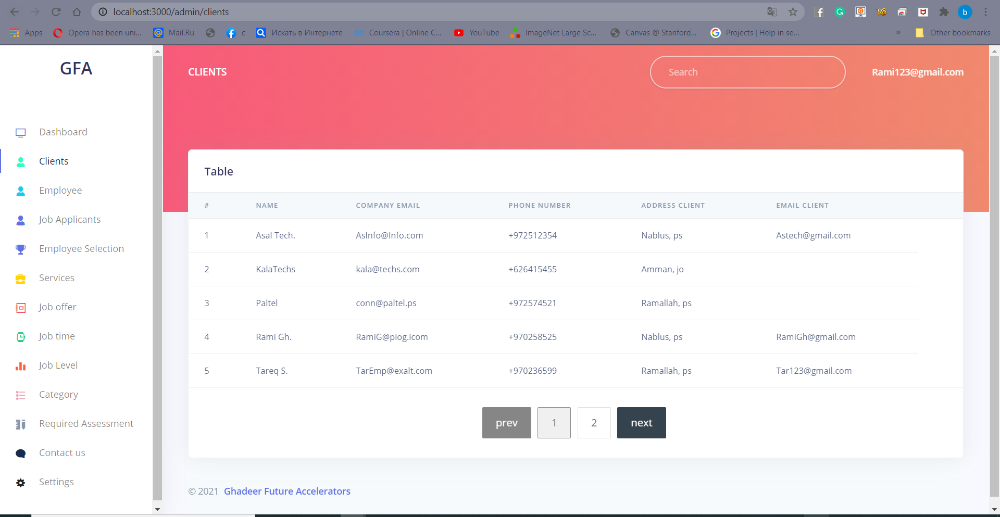 localhost:3000/admin/clients
Apps Opera has been uni... Mail.Ru c Искать в Интернете Coursera | Online C... YouTube ImageNet Large Sc... Canvas @ Stanford... Projects | Help in se... » Other bookmarks
GFA
CLIENTS
Search
Rami123@gmail.com
Dashboard
Clients
Employee
Job Applicants
Employee Selection
Services
Job offer
Job time
Job Level
Category
Required Assessment
Contact us
Settings
Table
# NAME COMPANY EMAIL PHONE NUMBER ADDRESS CLIENT EMAIL CLIENT
1 Asal Tech. AsInfo@Info.com +972512354 Nablus, ps Astech@gmail.com
2 KalaTechs kala@techs.com +626415455 Amman, jo
3 Paltel conn@paltel.ps +972574521 Ramallah, ps
4 Rami Gh. RamiG@piog.icom +970258525 Nablus, ps RamiGh@gmail.com
5 Tareq S. TarEmp@exalt.com +970236599 Ramallah, ps Tar123@gmail.com
prev 1 2 next
© 2021 Ghadeer Future Accelerators